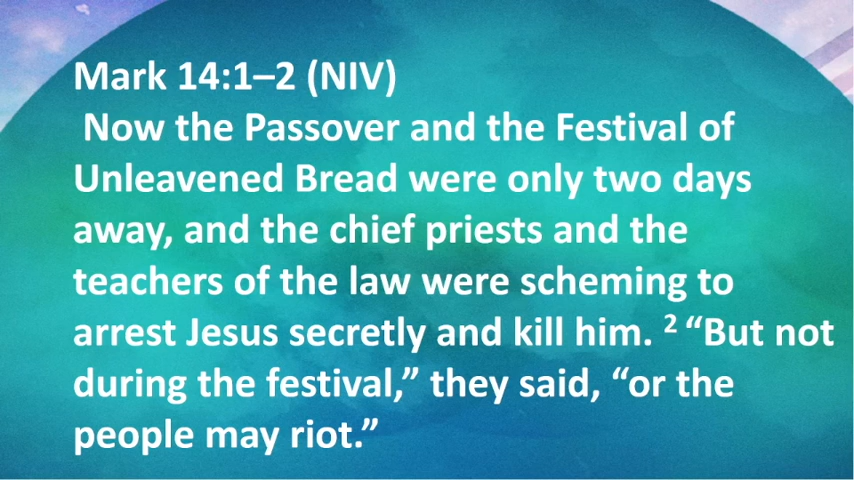 Mark 14:1–2 (NIV)
Now the Passover and the Festival of
Unleavened Bread were only two days
away, and the chief priests and the
teachers of the law were scheming to
arrest Jesus secretly and kill him. ² “But not
during the festival,” they said, “or the
people may riot.”